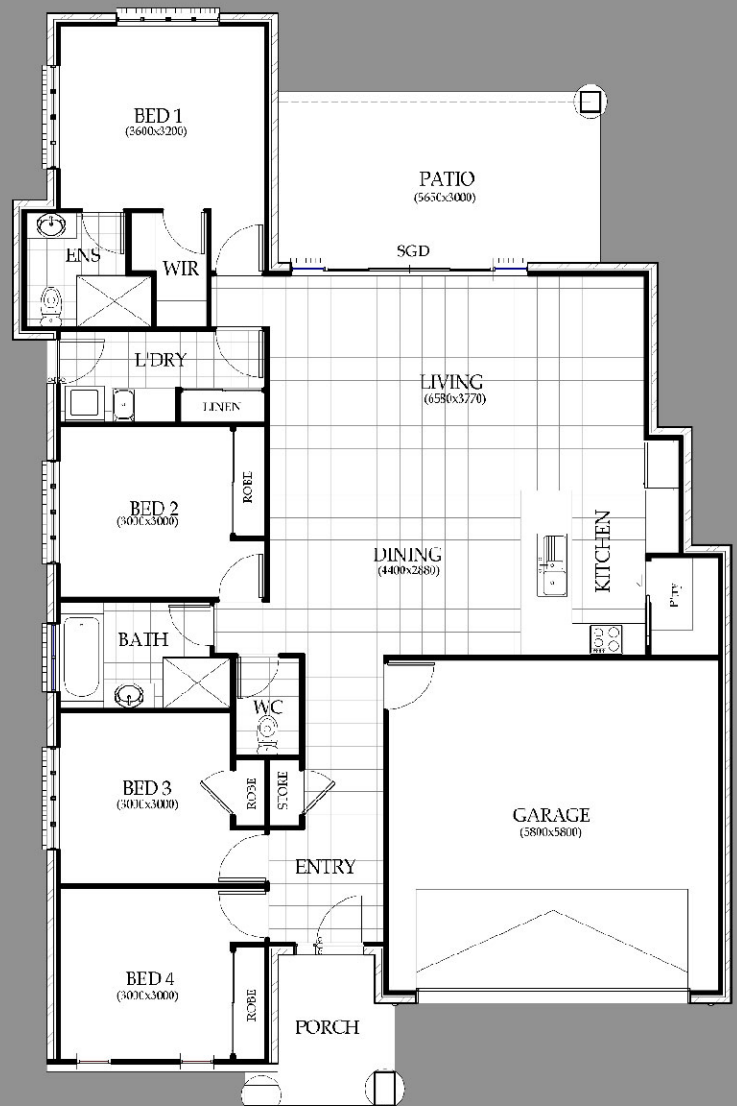 BED 1
(3600x3200)
PATIO
(5650x3000)
SGD
ENS
WIR
L'DRY
LINEN
LIVING
(6580x3770)
BED 2
(3000x3000)
ROBE
DINING
(4400x2880)
KITCHEN
P'try
BATH
WC
BED 3
(3000x3000)
ROBE
STORE
GARAGE
(5800x5800)
ENTRY
BED 4
(3000x3000)
ROBE
PORCH